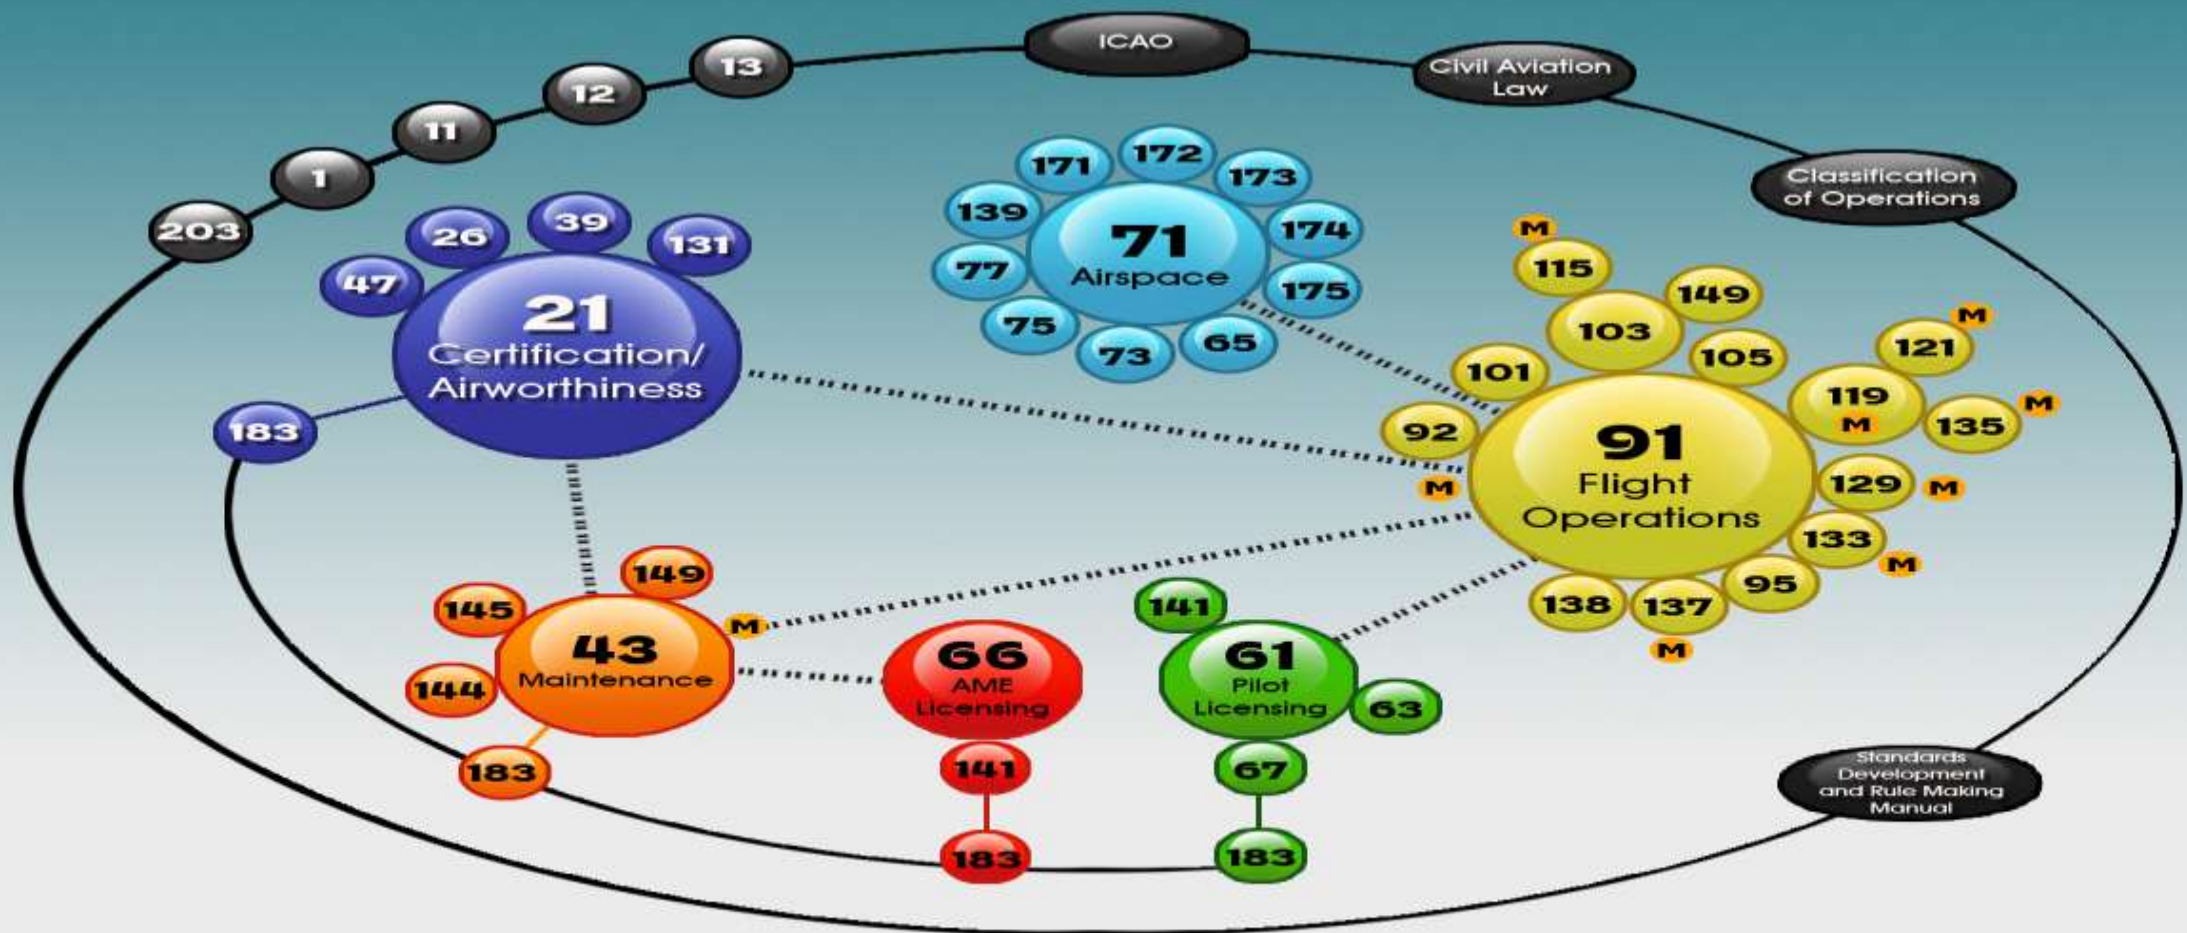 ICAO
Civil Aviation
Law
Classification
of Operations
13
12
11
1
203
47
26
39
131
21
Certification/
Airworthiness
183
171
172
173
139
174
77
175
75
73
65
71
Airspace
M
115
149
103
105
101
92
M
121
M
119
M
135
M
129
M
133
M
95
137
M
138
91
Flight
Operations
M
149
145
144
43
Maintenance
183
66
AME
Licensing
141
183
141
61
Pilot
Licensing
63
67
183
Standards
Development
and Rule Making
Manual